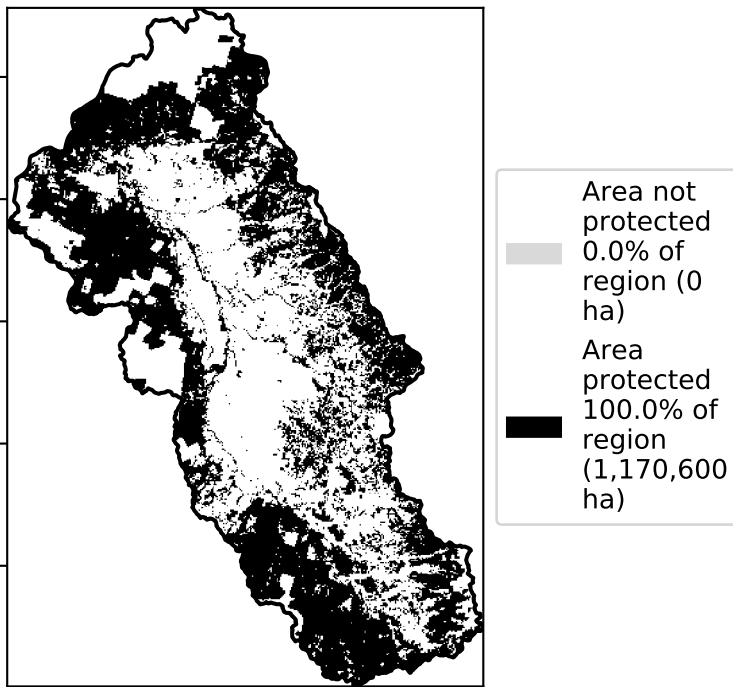 Area not
protected
0.0% of
region (0
ha)
Area
protected
100.0% of
region
(1,170,600
ha)